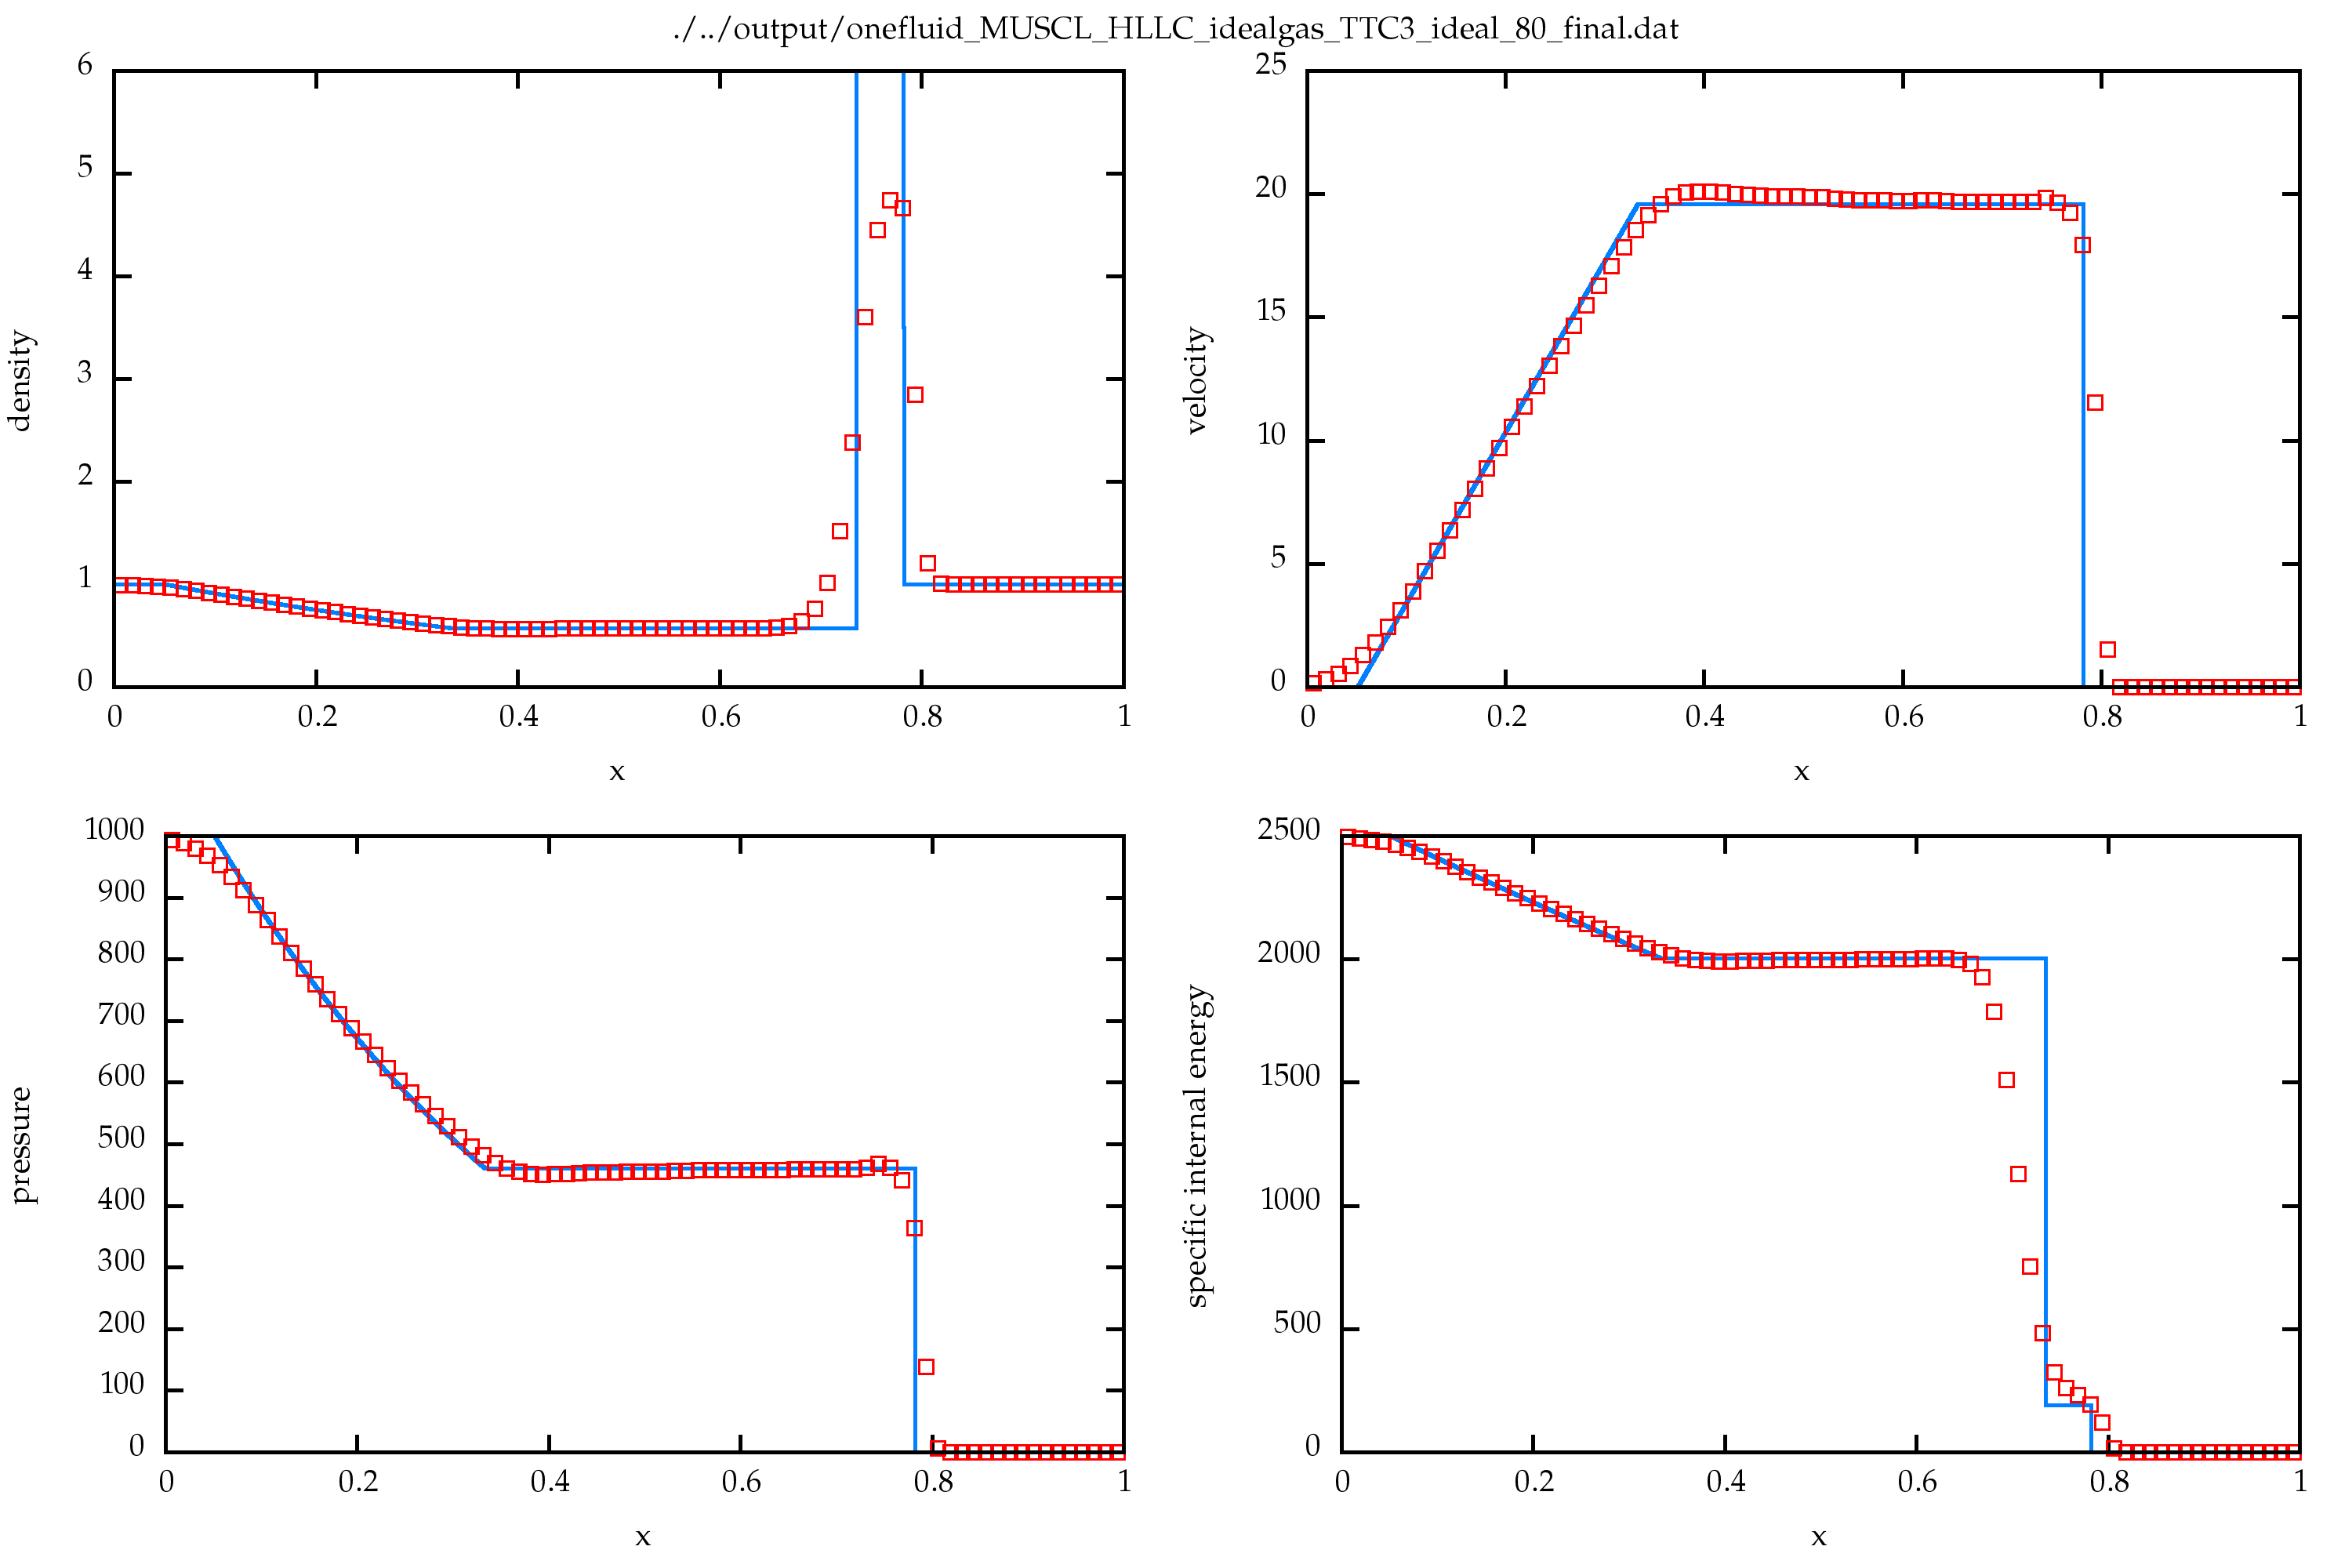 ./../output/onefluid_MUSCL_HLLC_idealgas_TTC3_ideal_80_final.dat
density
6
5
4
3
2
1
0
0 0.2 0.4 0.6 0.8 1
x
velocity
25
20
15
10
5
0
0 0.2 0.4 0.6 0.8 1
x
pressure
1000
900
800
700
600
500
400
300
200
100
0
0 0.2 0.4 0.6 0.8 1
x
specific internal energy
2500
2000
1500
1000
500
0
0 0.2 0.4 0.6 0.8 1
x